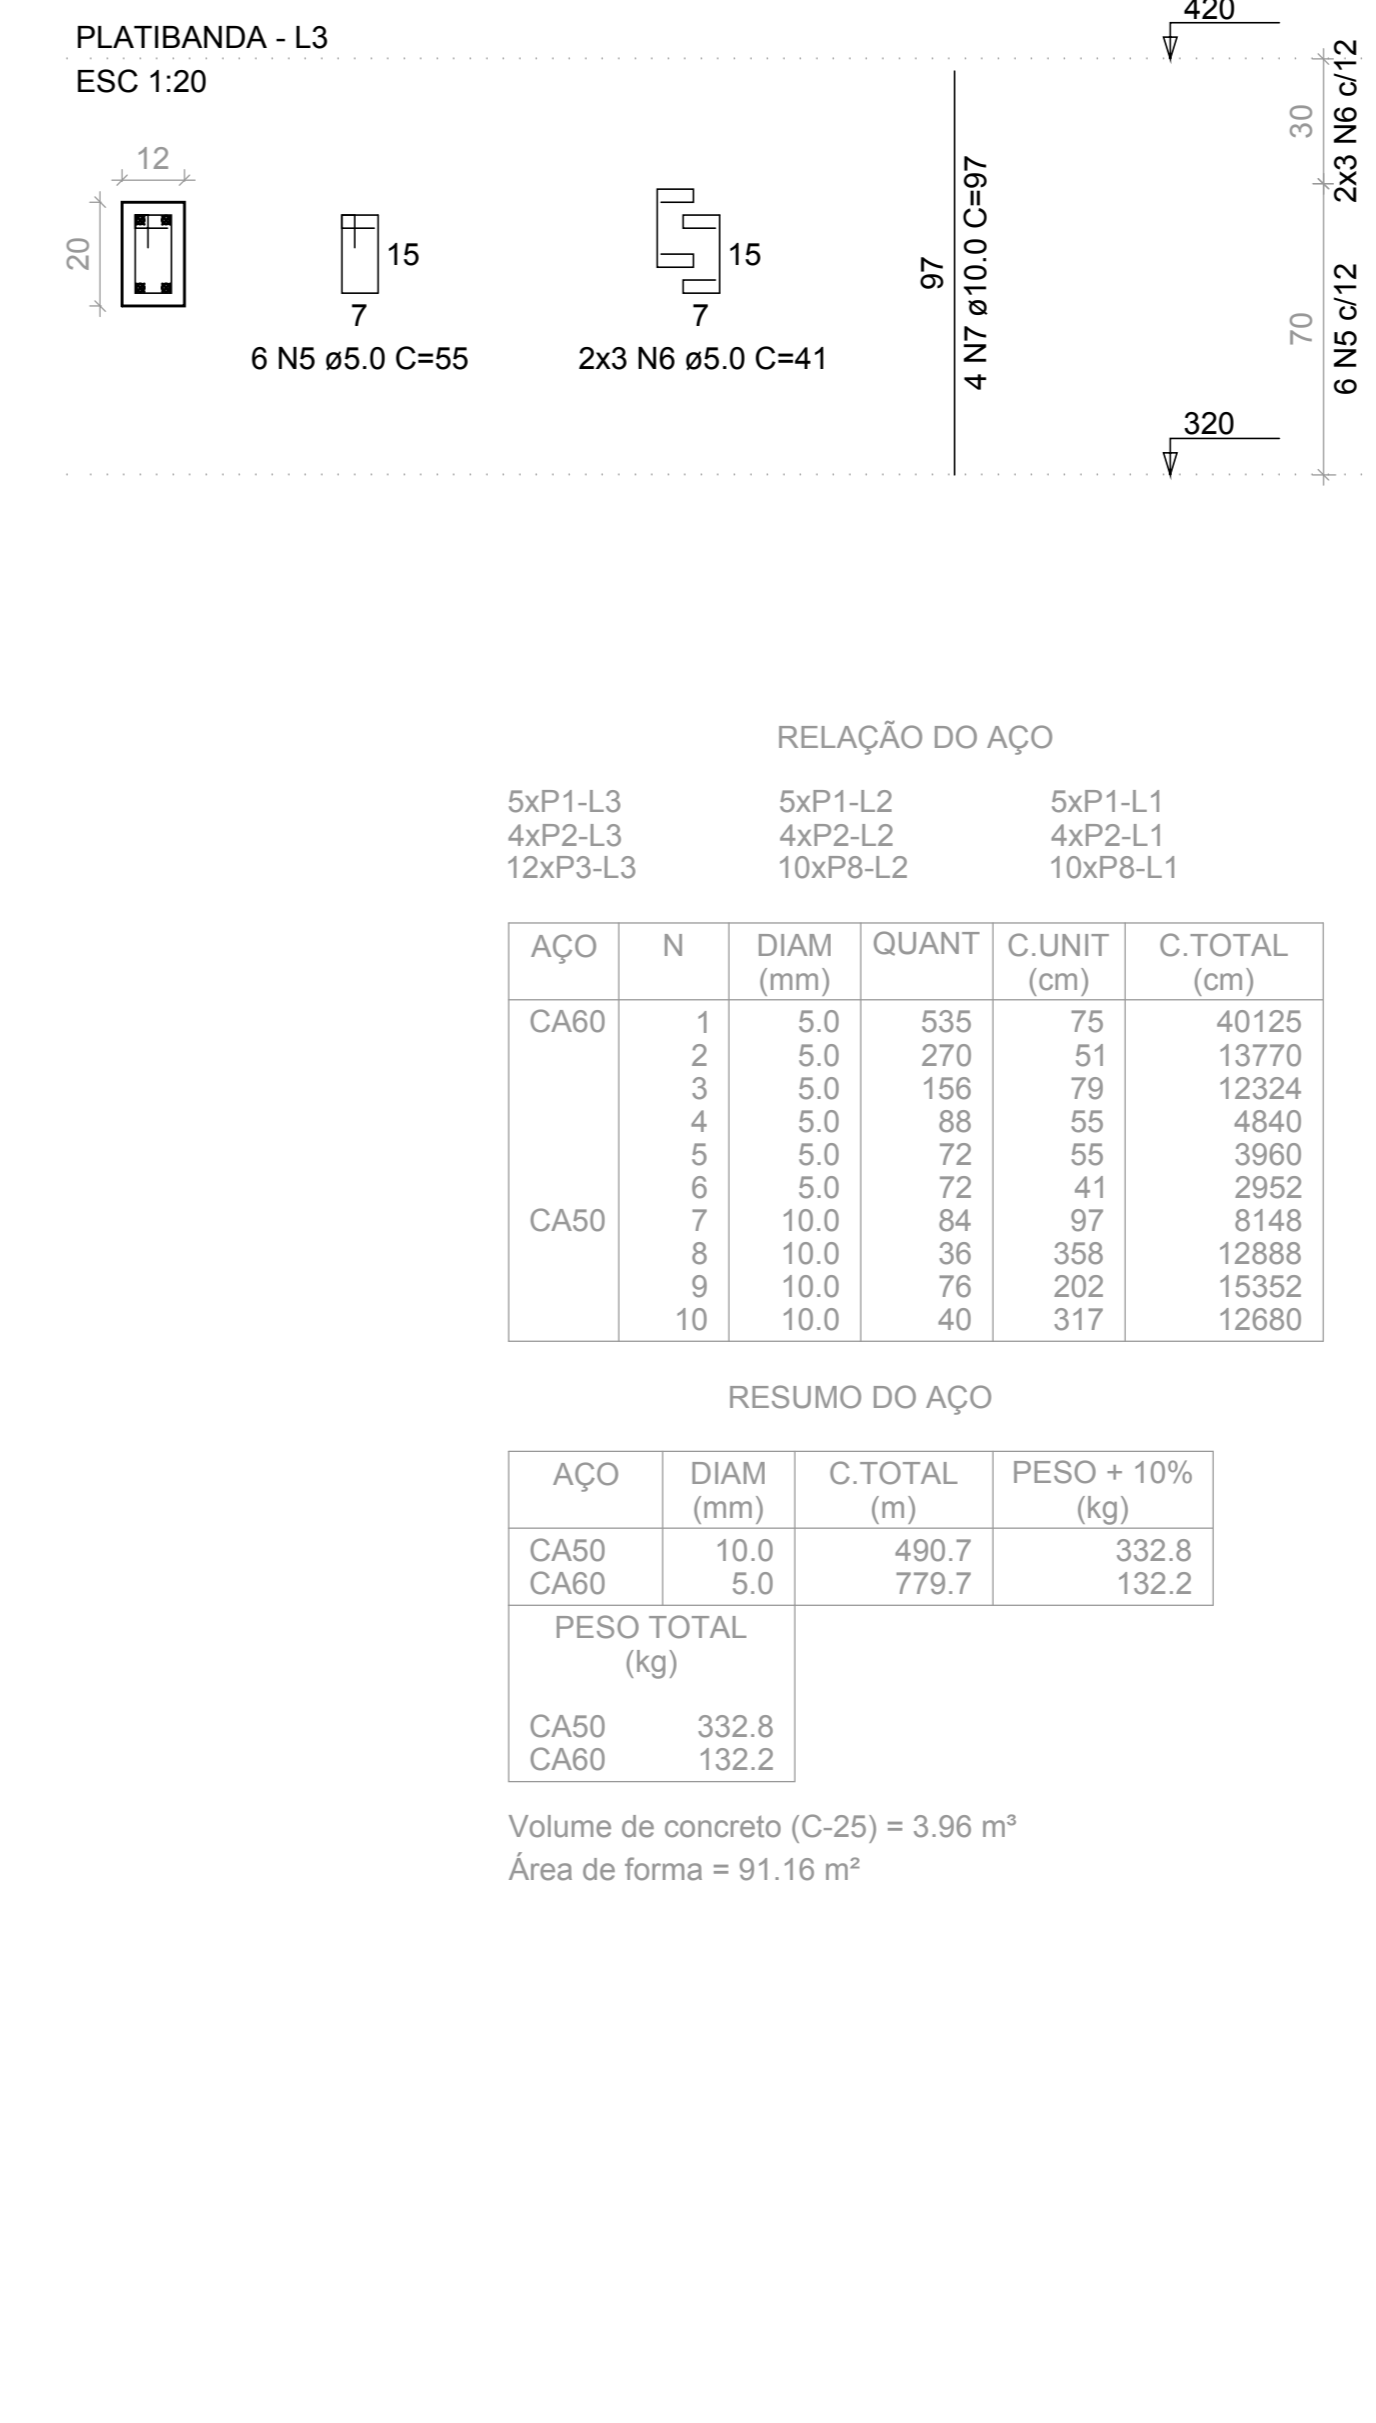 420
PLATIBANDA - L3
ESC 1:20
12
20
15
7
6 N5 ø5.0 C=55
15
7
2x3 N6 ø5.0 C=41
97
4 N7 ø10.0 C=97
320
30
70
2x3 N6 c/12
6 N5 c/12
RELAÇÃO DO AÇO
5xP1-L3 5xP1-L2 5xP1-L1
4xP2-L3 4xP2-L2 4xP2-L1
12xP3-L3 10xP8-L2 10xP8-L1
AÇO N DIAM QUANT C.UNIT C.TOTAL
(mm) (cm) (cm)
CA60 1 5.0 535 75 40125
2 5.0 270 51 13770
3 5.0 156 79 12324
4 5.0 88 55 4840
5 5.0 72 55 3960
6 5.0 72 41 2952
CA50 7 10.0 84 97 8148
8 10.0 36 358 12888
9 10.0 76 202 15352
10 10.0 40 317 12680
RESUMO DO AÇO
AÇO DIAM C.TOTAL PESO + 10%
(mm) (m) (kg)
CA50 10.0 490.7 332.8
CA60 5.0 779.7 132.2
PESO TOTAL
(kg)
CA50 332.8
CA60 132.2
Volume de concreto (C-25) = 3.96 m³
Área de forma = 91.16 m²